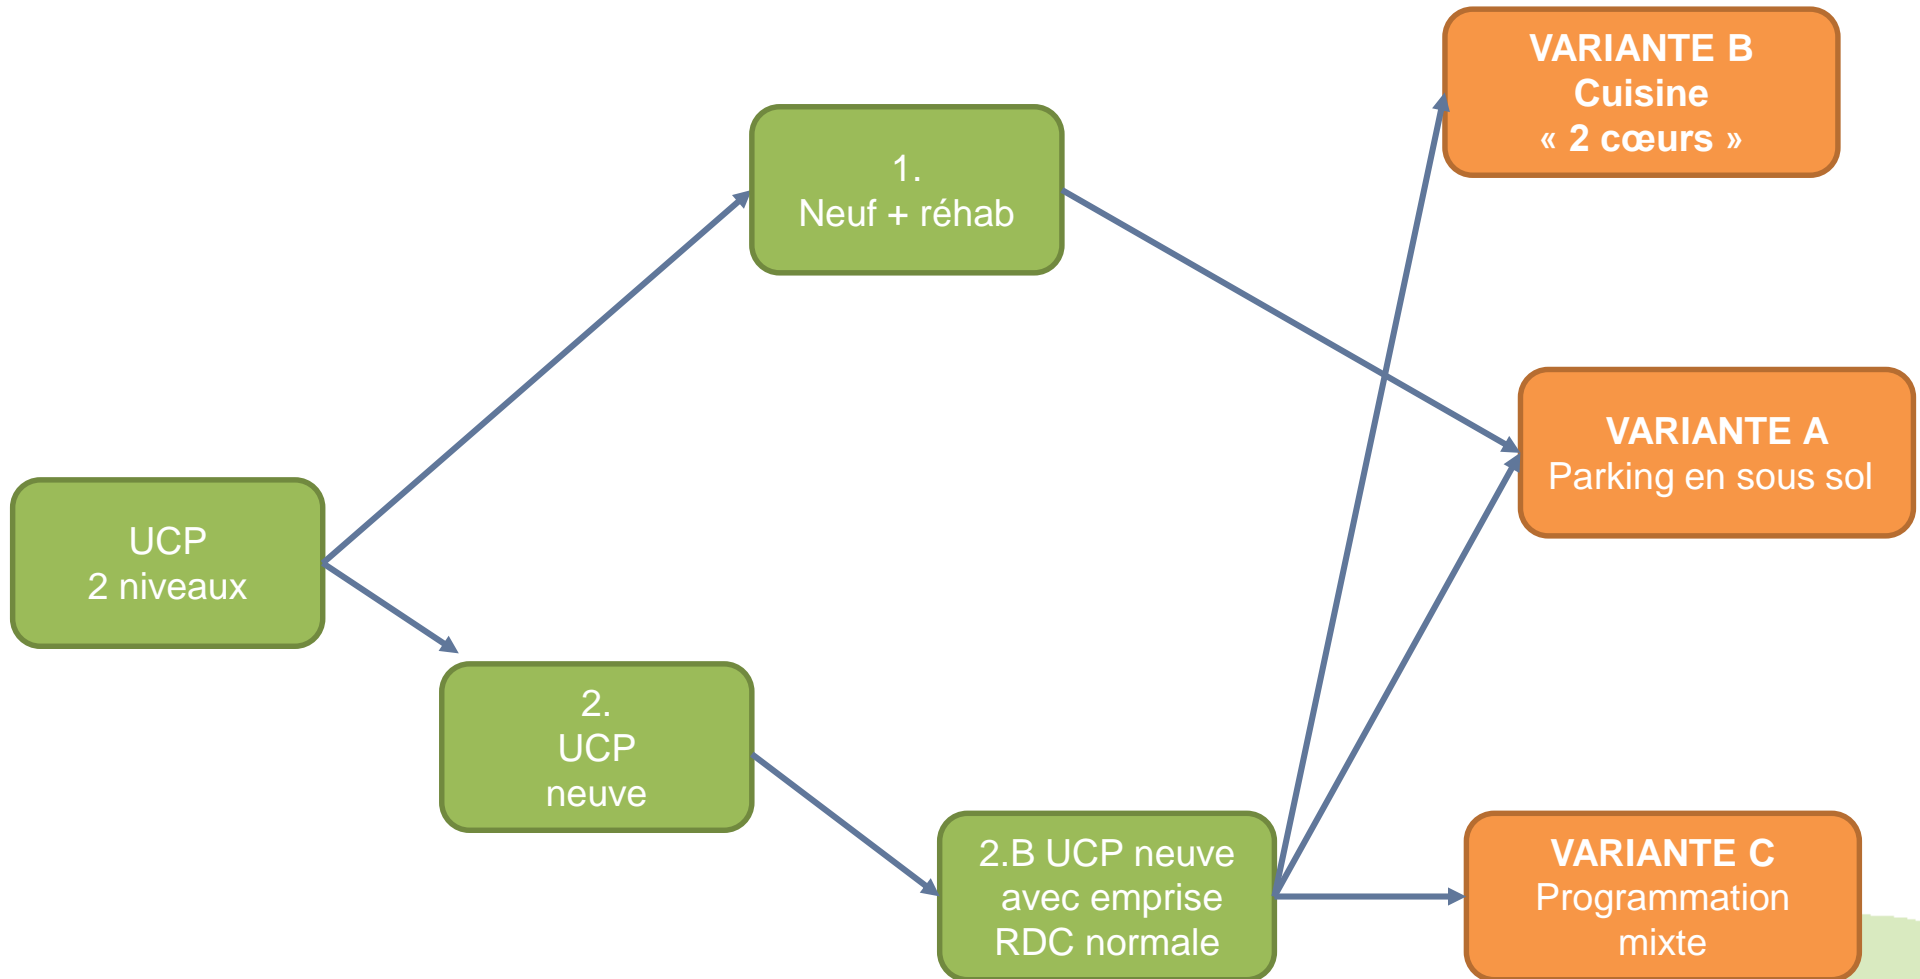 VARIANTE B
Cuisine
« 2 cœurs »
1.
Neuf + réhab
VARIANTE A
Parking en sous sol
UCP
2 niveaux
2.
UCP
neuve
2.B UCP neuve
avec emprise
RDC normale
VARIANTE C
Programmation
mixte